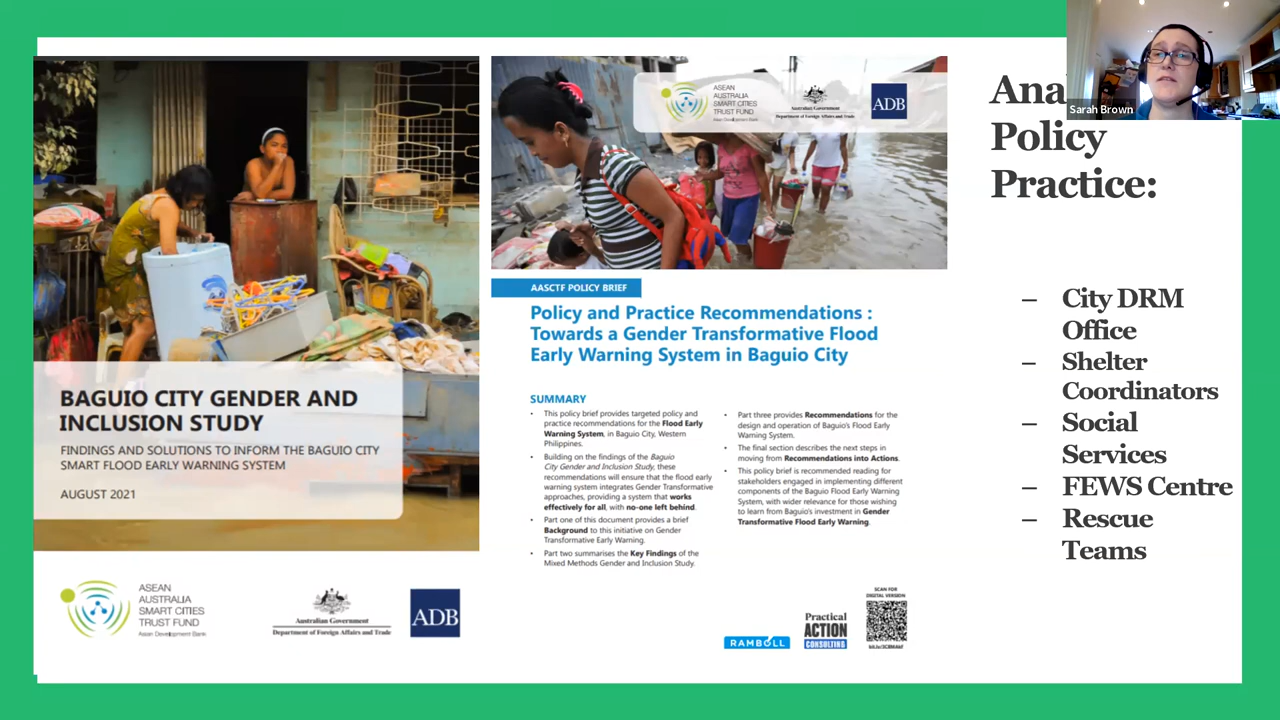 BAGUIO CITY GENDER AND
INCLUSION STUDY
FINDINGS AND SOLUTIONS TO INFORM THE BAGUIO CITY
SMART FLOOD EARLY WARNING SYSTEM
AUGUST 2021
ASEAN
AUSTRALIA
SMART CITIES
TRUST FUND
Asian Development Bank
Australian Government
Department of Foreign Affairs and Trade
ADB
ASEAN
AUSTRALIA
SMART CITIES
TRUST FUND
Asian Development Bank
Australian Government
Department of Foreign Affairs and Trade
ADB
AASCTF POLICY BRIEF
Policy and Practice Recommendations :
Towards a Gender Transformative Flood
Early Warning System in Baguio City
SUMMARY
• This policy brief provides targeted policy and
practice recommendations for the Flood Early
Warning System, in Baguio City, Western
Philippines.
• Building on the findings of the Baguio
City Gender and Inclusion Study, these
recommendations will ensure that the flood early
warning system integrates Gender Transformative
approaches, providing a system that works
effectively for all, with no-one left behind.
• Part one of this document provides a brief
Background to this initiative on Gender
Transformative Early Warning.
• Part two summarises the Key Findings of the
Mixed Methods Gender and Inclusion Study.
• Part three provides Recommendations for the
design and operation of Baguio's Flood Early
Warning System.
• The final section describes the next steps in
moving from Recommendations into Actions.
• This policy brief is recommended reading for
stakeholders engaged in implementing different
components of the Baguio Flood Early Warning
System, with wider relevance for those wishing
to learn from Baguio's investment in Gender
Transformative Flood Early Warning.
SCAN FOR
DIGITAL VERSION
RAMBOLL
Practical
ACTION
CONSULTING
Ana
Policy
Practice:
– City DRM
Office
– Shelter
Coordinators
– Social
Services
– FEWS Centre
– Rescue
Teams
Sarah Brown